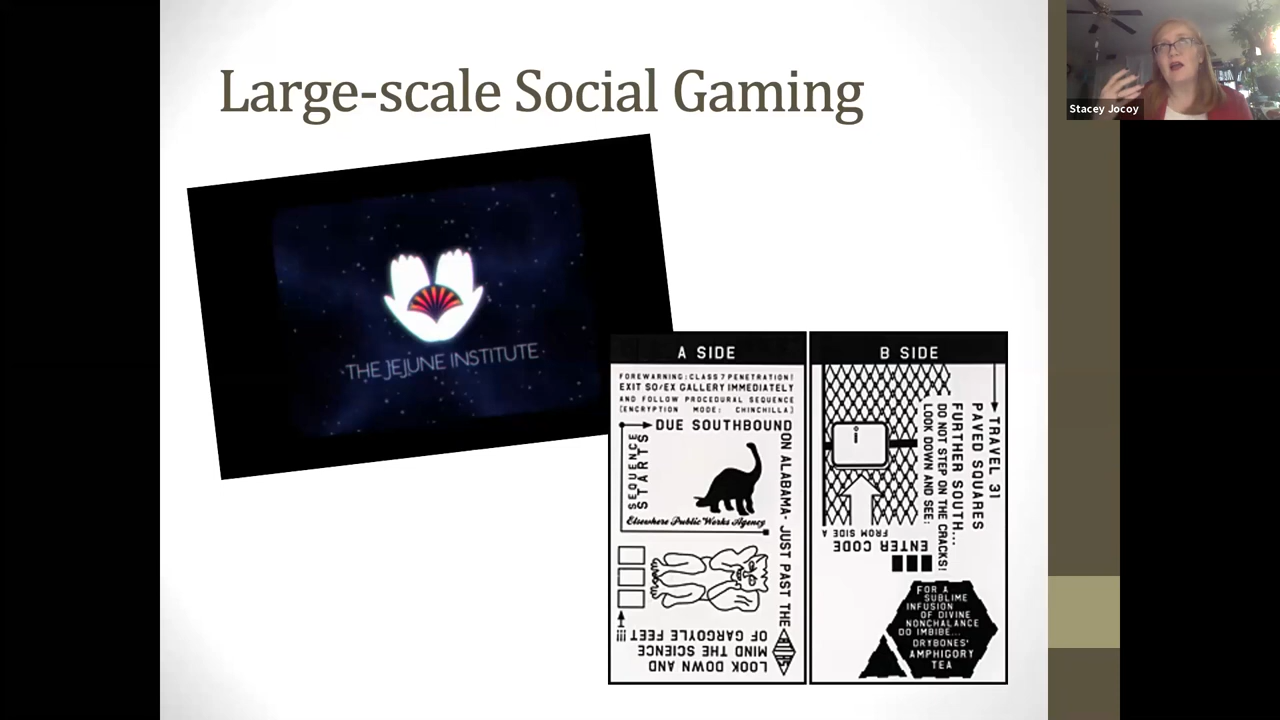 Large-scale Social Gaming
Stacey Jocoy
THE JEJUNE INSTITUTE
A SIDE
FOREWARNING: CLASS 7 PENETRATION!
EXIT SO/EX GALLERY IMMEDIATELY
AND FOLLOW PROCEDURAL SEQUENCE
(ENCRYPTION MODE: CHINCHILLA)
DUE SOUTHBOUND
ON ALABAMA- JUST PAST THE
SEQUENCE
STARTS
Elsewhere Public Works Agency
LOOK DOWN AND
MIND THE SCIENCE
OF GARGOYLE FEET
!!!
B SIDE
TRAVEL 31
PAVED SQUARES
FURTHER SOUTH...
DO NOT STEP ON THE CRACKS!
LOOK DOWN AND SEE:
ENTER CODE
FROM SIDE A
FOR A
SUBLIME
INFUSION
OF DIVINE
NONCHALANCE
DO IMBIBE...
DRYBONES'
AMPHIGORY
TEA